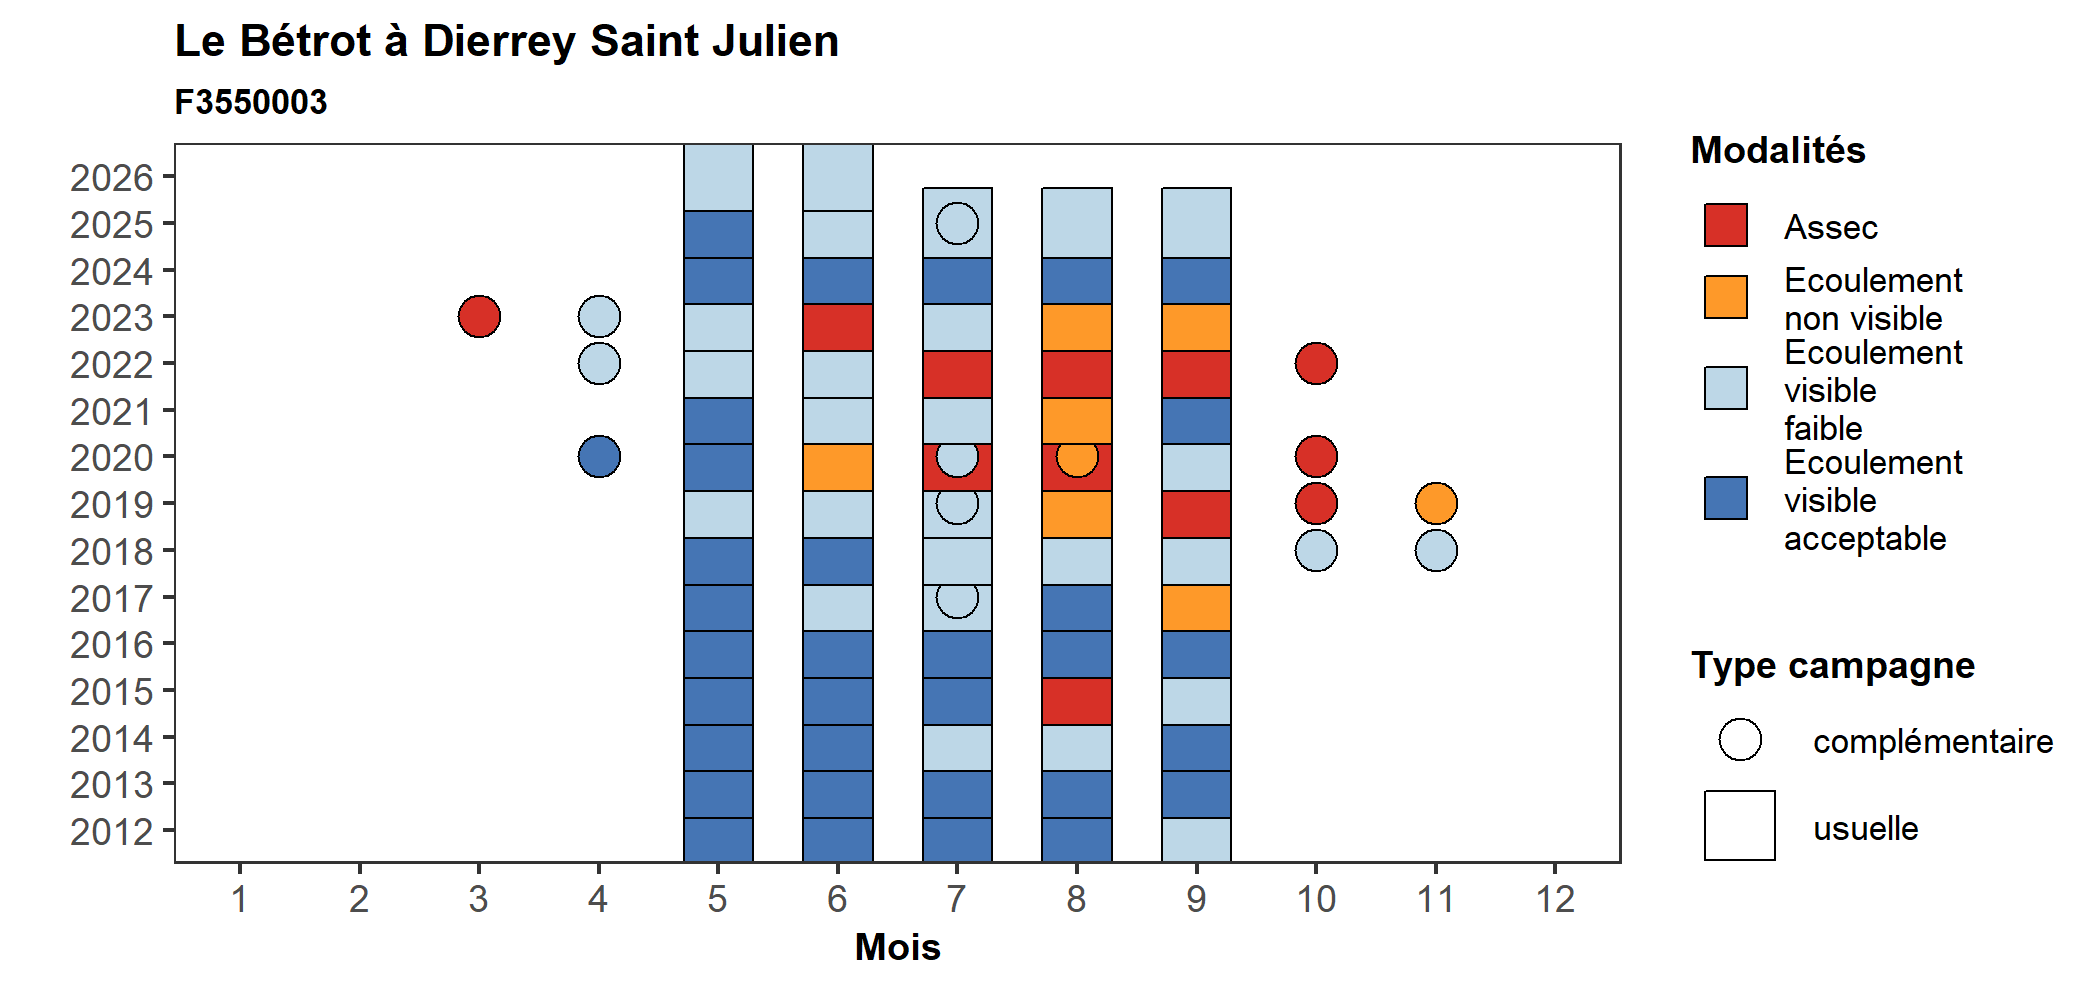 Le Bétrot à Dierrey Saint Julien
F3550003
2026
2025
2024
2023
2022
2021
2020
2019
2018
2017
2016
2015
2014
2013
2012
1 2 3 4 5 6 7 8 9 10 11 12
Mois
Modalités
Assec
Ecoulement
non visible
Ecoulement
visible
faible
Ecoulement
visible
acceptable
Type campagne
complémentaire
usuelle